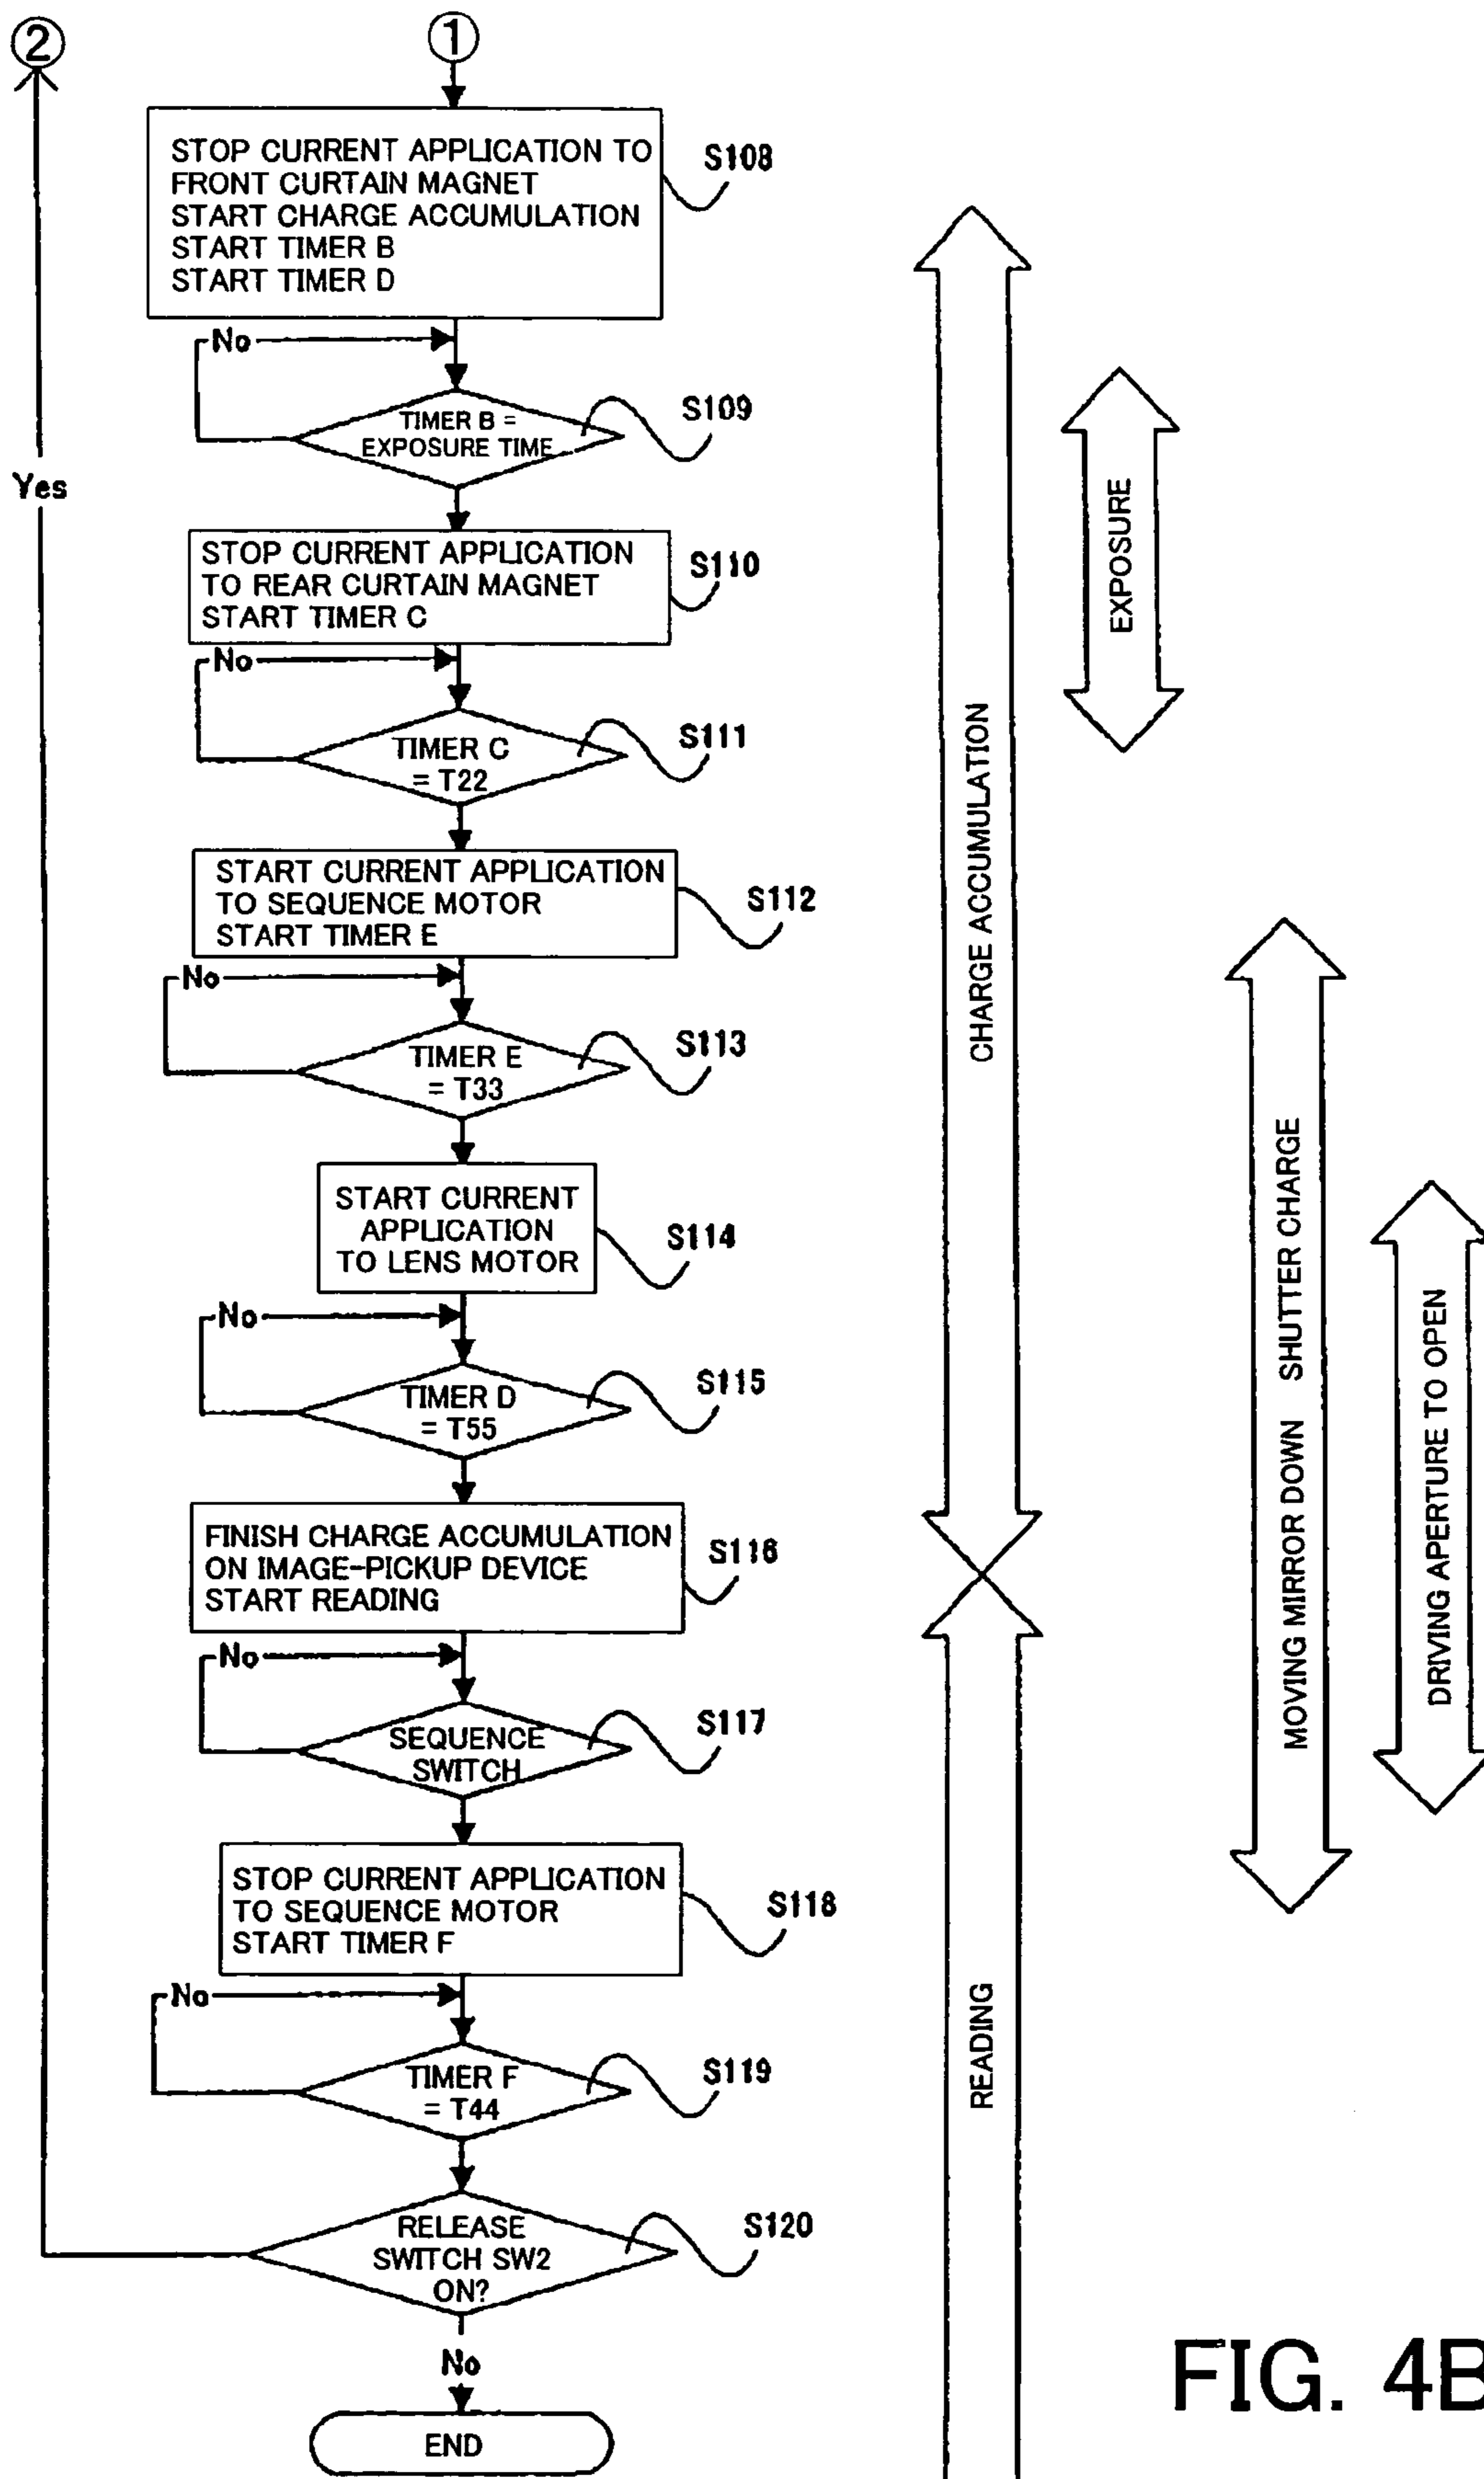 ②
①
STOP CURRENT APPLICATION TO
FRONT CURTAIN MAGNET
START CHARGE ACCUMULATION
START TIMER B
START TIMER D
S108
No
TIMER B =
EXPOSURE TIME
S109
Yes
STOP CURRENT APPLICATION
TO REAR CURTAIN MAGNET
START TIMER C
S110
No
TIMER C
= T22
S111
START CURRENT APPLICATION
TO SEQUENCE MOTOR
START TIMER E
S112
No
TIMER E
= T33
S113
START CURRENT
APPLICATION
TO LENS MOTOR
S114
No
TIMER D
= T55
S115
FINISH CHARGE ACCUMULATION
ON IMAGE-PICKUP DEVICE
START READING
S116
No
SEQUENCE
SWITCH
S117
STOP CURRENT APPLICATION
TO SEQUENCE MOTOR
START TIMER F
S118
No
TIMER F
= T44
S119
RELEASE
SWITCH SW2
ON?
S120
No
END
CHARGE ACCUMULATION
READING
EXPOSURE
MOVING MIRROR DOWN SHUTTER CHARGE
DRIVING APERTURE TO OPEN
FIG. 4B